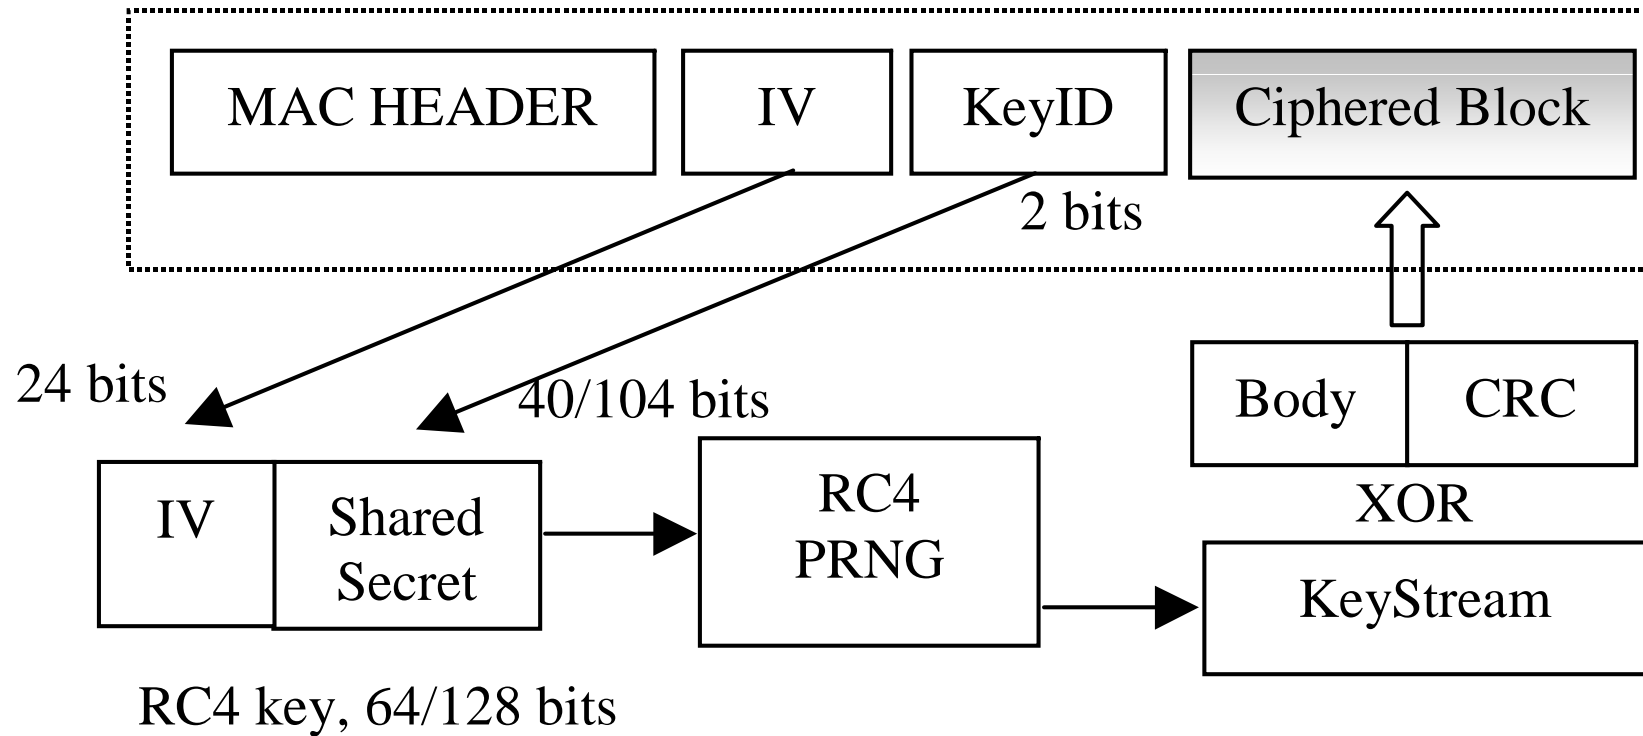 MAC HEADER
IV
KeyID
Ciphered Block
2 bits
24 bits
40/104 bits
Body
CRC
IV
Shared
Secret
RC4
PRNG
XOR
KeyStream
RC4 key, 64/128 bits